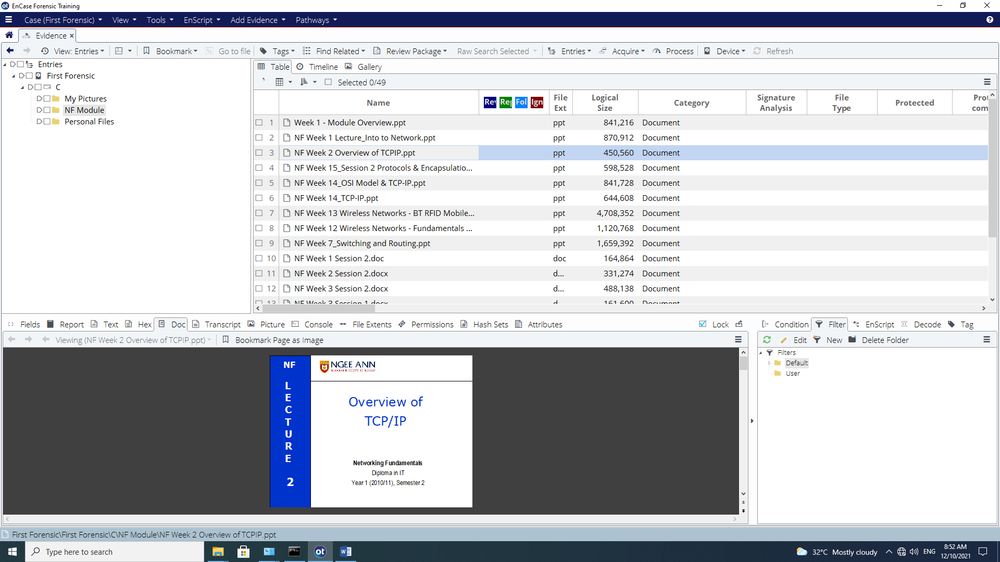 EnCase Forensic Training
Case (First Forensic) View Tools EnScript Add Evidence Pathways
Evidence
View: Entries Bookmark Go to file Tags Find Related Review Package Raw Search Selected Entries Acquire Process Device Refresh
Entries
First Forensic
C
My Pictures
NF Module
Personal Files
Table Timeline Gallery
Selected 0/49
Name Rev Rep Fol Ign File Ext Logical Size Category Signature Analysis File Type Protected Prot com
1 Week 1 - Module Overview.ppt ppt 841,216 Document
2 NF Week 1 Lecture_Into to Network.ppt ppt 870,912 Document
3 NF Week 2 Overview of TCPIP.ppt ppt 450,560 Document
4 NF Week 15_Session 2 Protocols & Encapsulatio... ppt 598,528 Document
5 NF Week 14_OSI Model & TCP-IP.ppt ppt 841,728 Document
6 NF Week 14_TCP-IP.ppt ppt 644,608 Document
7 NF Week 13 Wireless Networks - BT RFID Mobile... ppt 4,708,352 Document
8 NF Week 12 Wireless Networks - Fundamentals ... ppt 1,120,768 Document
9 NF Week 7_Switching and Routing.ppt ppt 1,659,392 Document
10 NF Week 1 Session 2.doc doc 164,864 Document
11 NF Week 2 Session 2.docx d... 331,274 Document
12 NF Week 3 Session 2.docx d... 488,138 Document
13 NF Week 3 Session 1.docx d 161,600 Document
Fields Report Text Hex Doc Transcript Picture Console File Extents Permissions Hash Sets Attributes Lock
Viewing (NF Week 2 Overview of TCPIP.ppt) Bookmark Page as Image
NF
LECTURE
2
NGEE ANN
SCHOOL OF INFOCOMM TECHNOLOGY
Overview of
TCP/IP
Networking Fundamentals
Diploma in IT
Year 1 (2010/11), Semester 2
Condition Filter EnScript Decode Tag
Edit New Delete Folder
Filters
Default
User
First Forensic\First Forensic\C\NF Module\NF Week 2 Overview of TCPIP.ppt
Type here to search
ot
32°C Mostly cloudy ENG 8:52 AM
12/10/2021